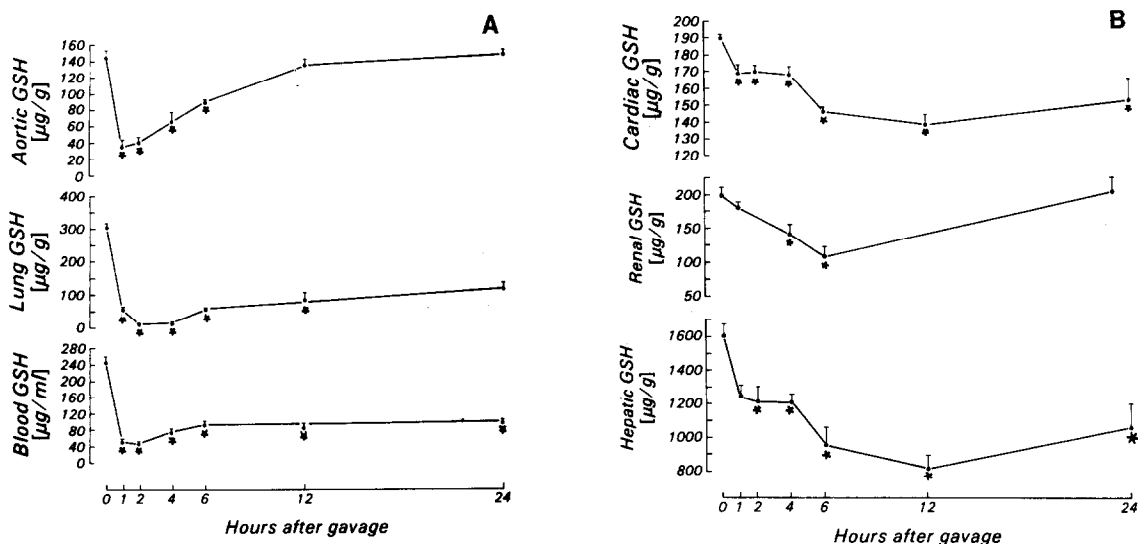 A
Aortic GSH
[µg/g]
160
140
120
100
80
60
40
20
0
* * * *
Lung GSH
[µg/g]
400
300
200
100
0
* * * * *
Blood GSH
[µg/ml]
280
240
200
160
120
80
40
0
* * * * * *
0 1 2 4 6 12 24
Hours after gavage
B
Cardiac GSH
[µg/g]
200
190
180
170
160
150
140
130
120
* * * * * *
Renal GSH
[µg/g]
200
150
100
50
* *
Hepatic GSH
[µg/g]
1600
1400
1200
1000
800
* * * * *
0 1 2 4 6 12 24
Hours after gavage